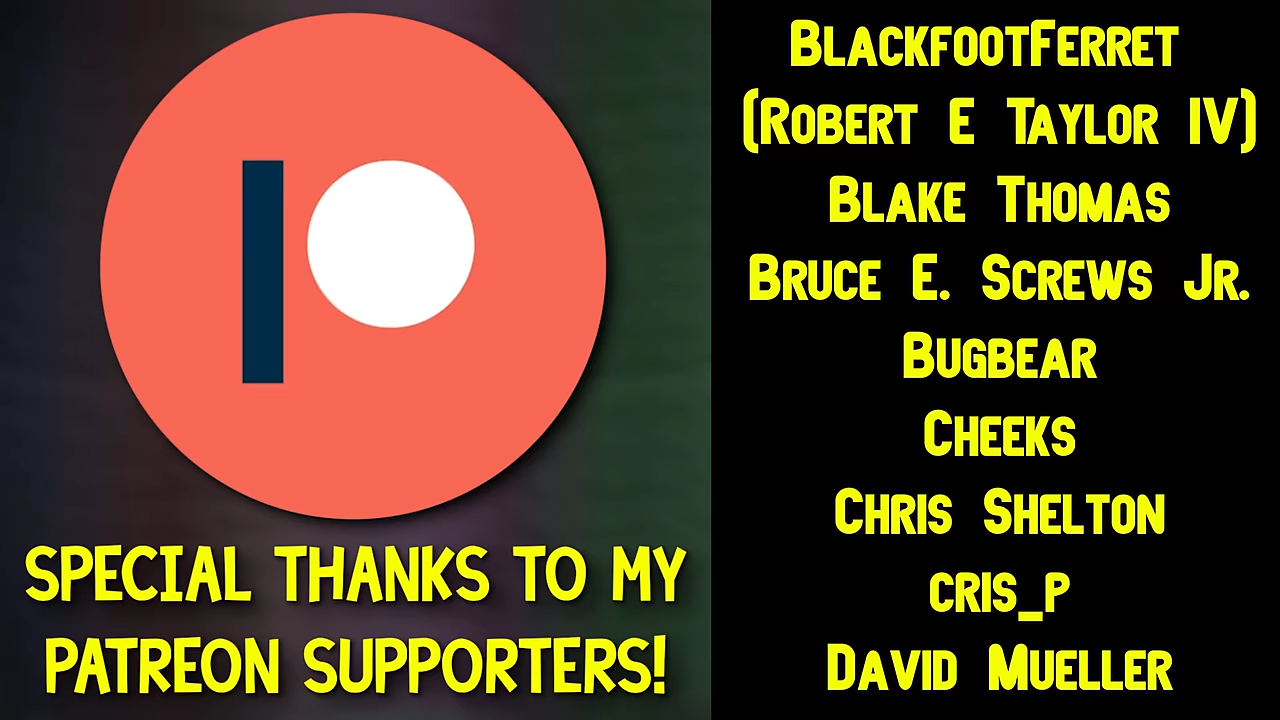 SPECIAL THANKS TO MY
PATREON SUPPORTERS!
BlackfootFerret
(Robert E Taylor IV)
Blake Thomas
Bruce E. Screws Jr.
Bugbear
Cheeks
Chris Shelton
cris_p
David Mueller